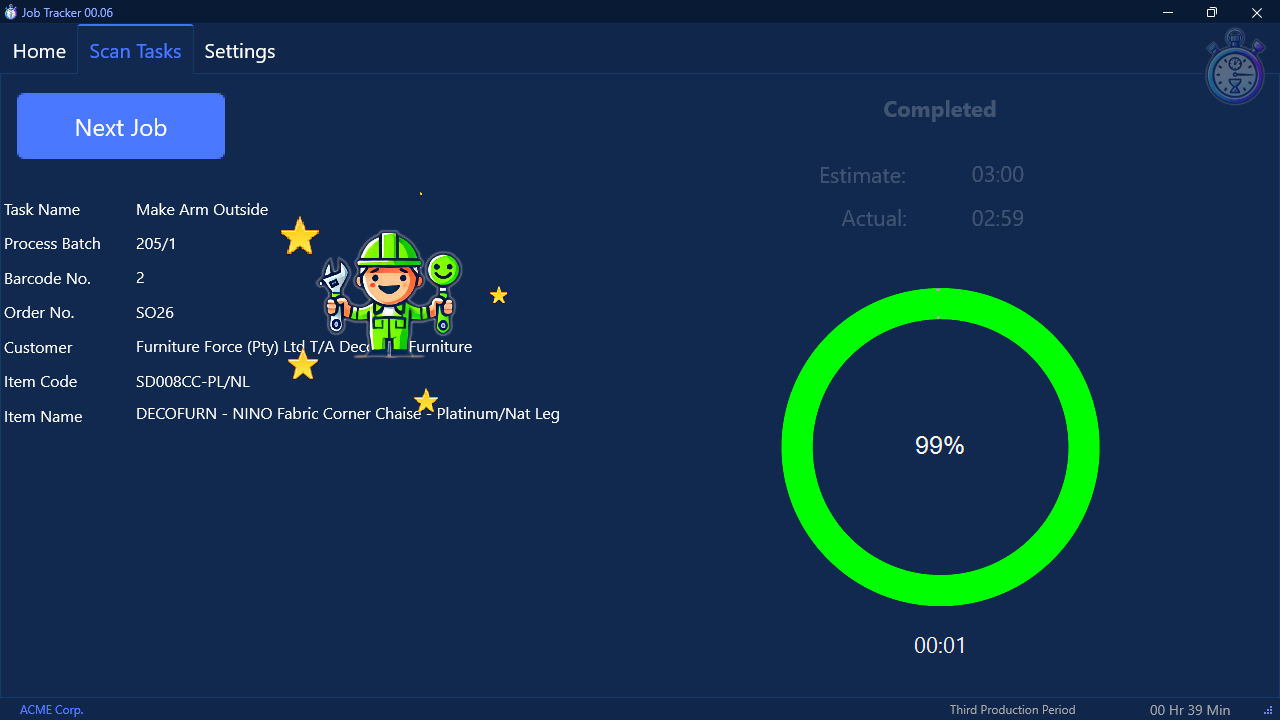 Job Tracker 00.06
Home Scan Tasks Settings
Next Job
Task Name Make Arm Outside
Process Batch 205/1
Barcode No. 2
Order No. SO26
Customer Furniture Force (Pty) Ltd T/A Furniture
Item Code SD008CC-PL/NL
Item Name DECOFURN - NINO Fabric Corner Chaise - Platinum/Nat Leg
Completed
Estimate: 03:00
Actual: 02:59
99%
00:01
ACME Corp. Third Production Period 00 Hr 39 Min